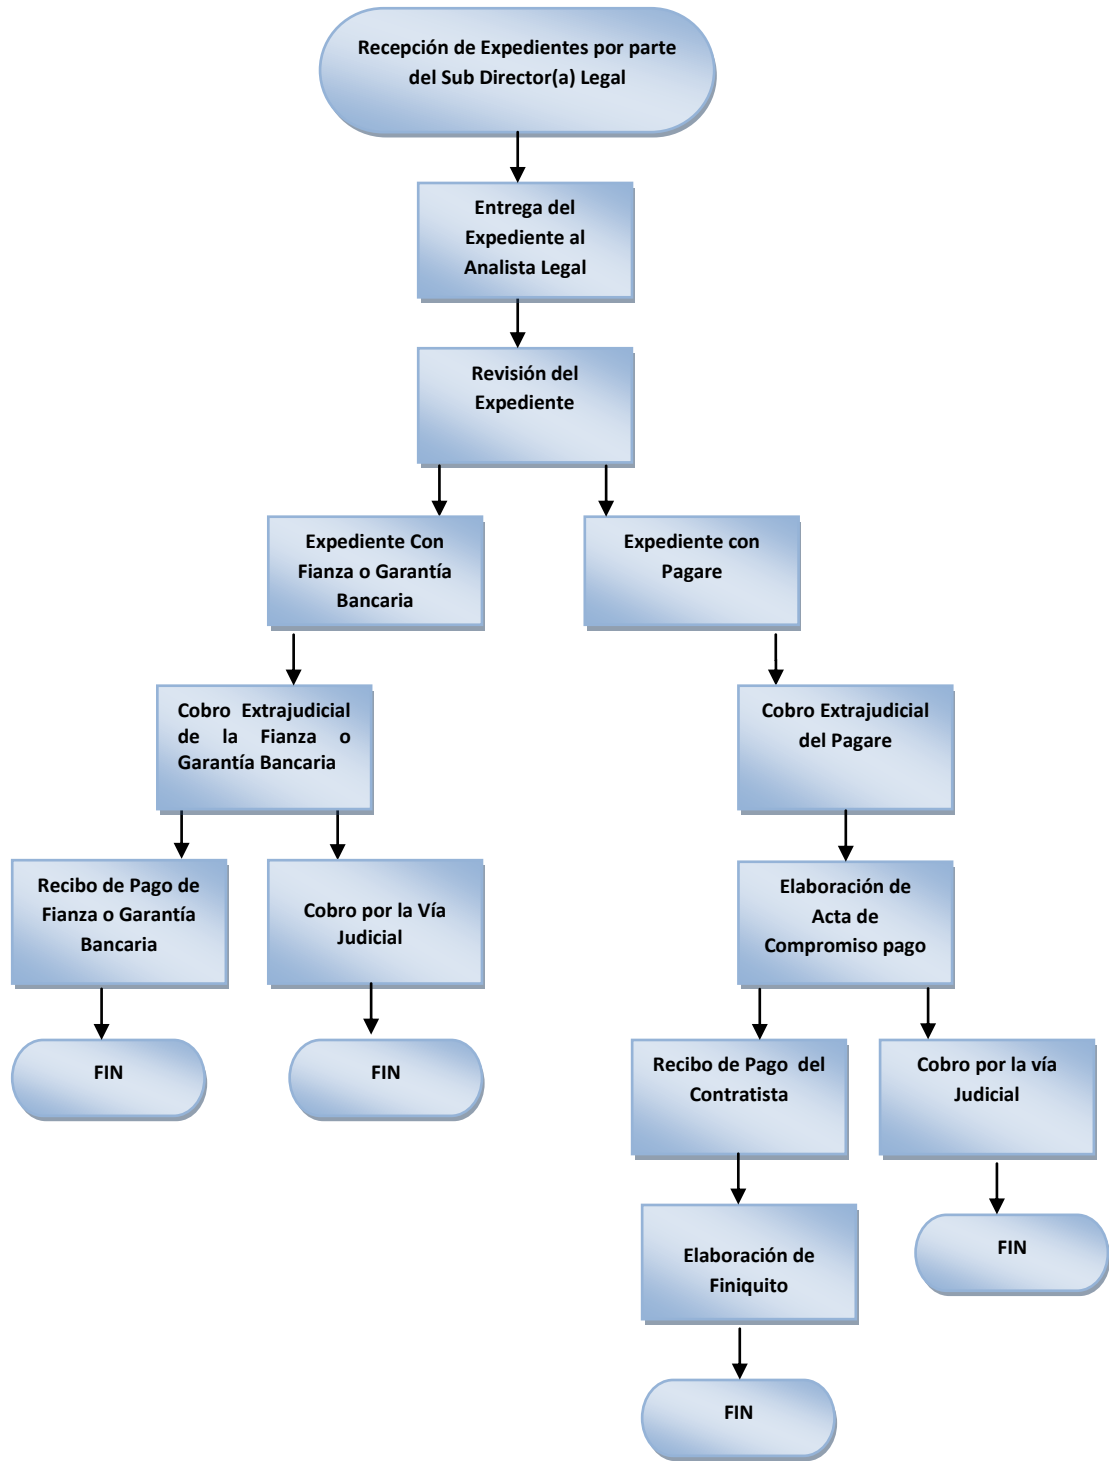 Recepción de Expedientes por parte
del Sub Director(a) Legal
Entrega del
Expediente al
Analista Legal
Revisión del
Expediente
Expediente Con
Fianza o Garantía
Bancaria
Expediente con
Pagare
Cobro Extrajudicial
de la Fianza o
Garantía Bancaria
Cobro Extrajudicial
del Pagare
Recibo de Pago de
Fianza o Garantía
Bancaria
Cobro por la Vía
Judicial
Elaboración de
Acta de
Compromiso pago
FIN
FIN
Recibo de Pago del
Contratista
Cobro por la vía
Judicial
Elaboración de
Finiquito
FIN
FIN